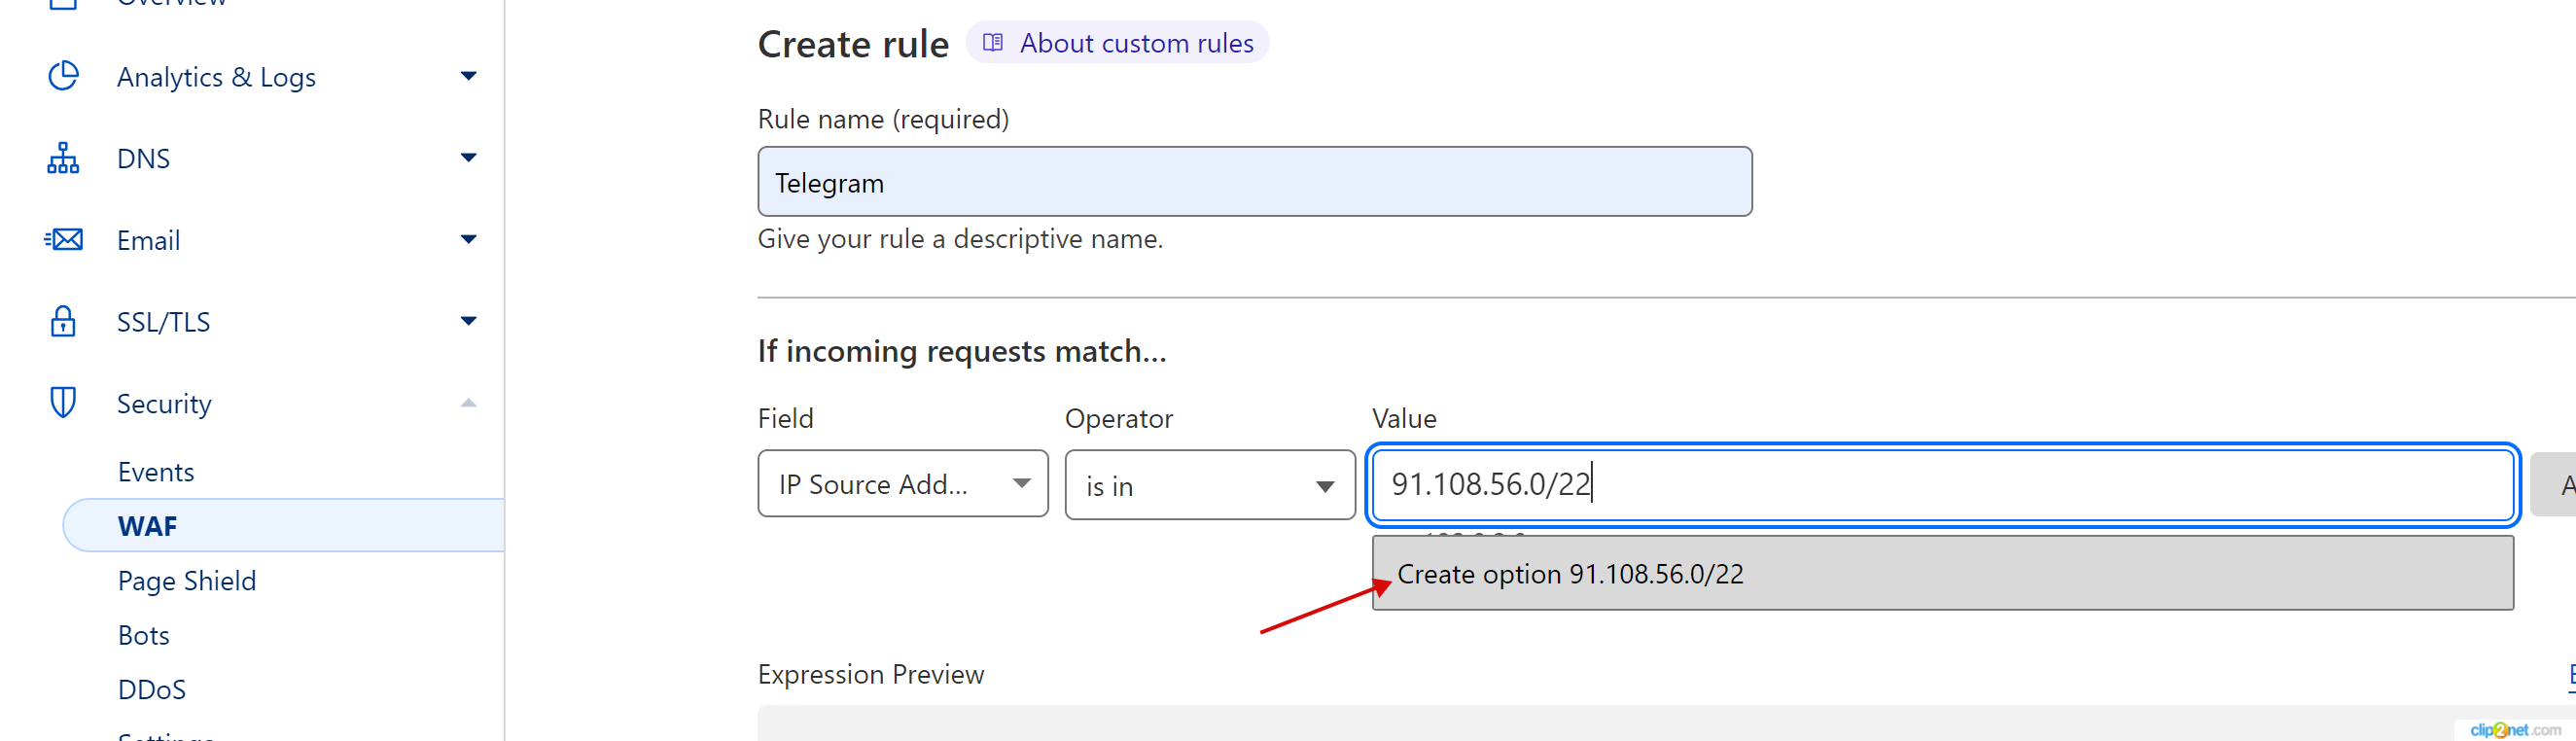 Overview
Analytics & Logs
DNS
Email
SSL/TLS
Security
Events
WAF
Page Shield
Bots
DDoS
Settings
Create rule
About custom rules
Rule name (required)
Telegram
Give your rule a descriptive name.
If incoming requests match...
Field
Operator
Value
IP Source Add...
is in
91.108.56.0/22
Create option 91.108.56.0/22
Expression Preview
clip2net.com